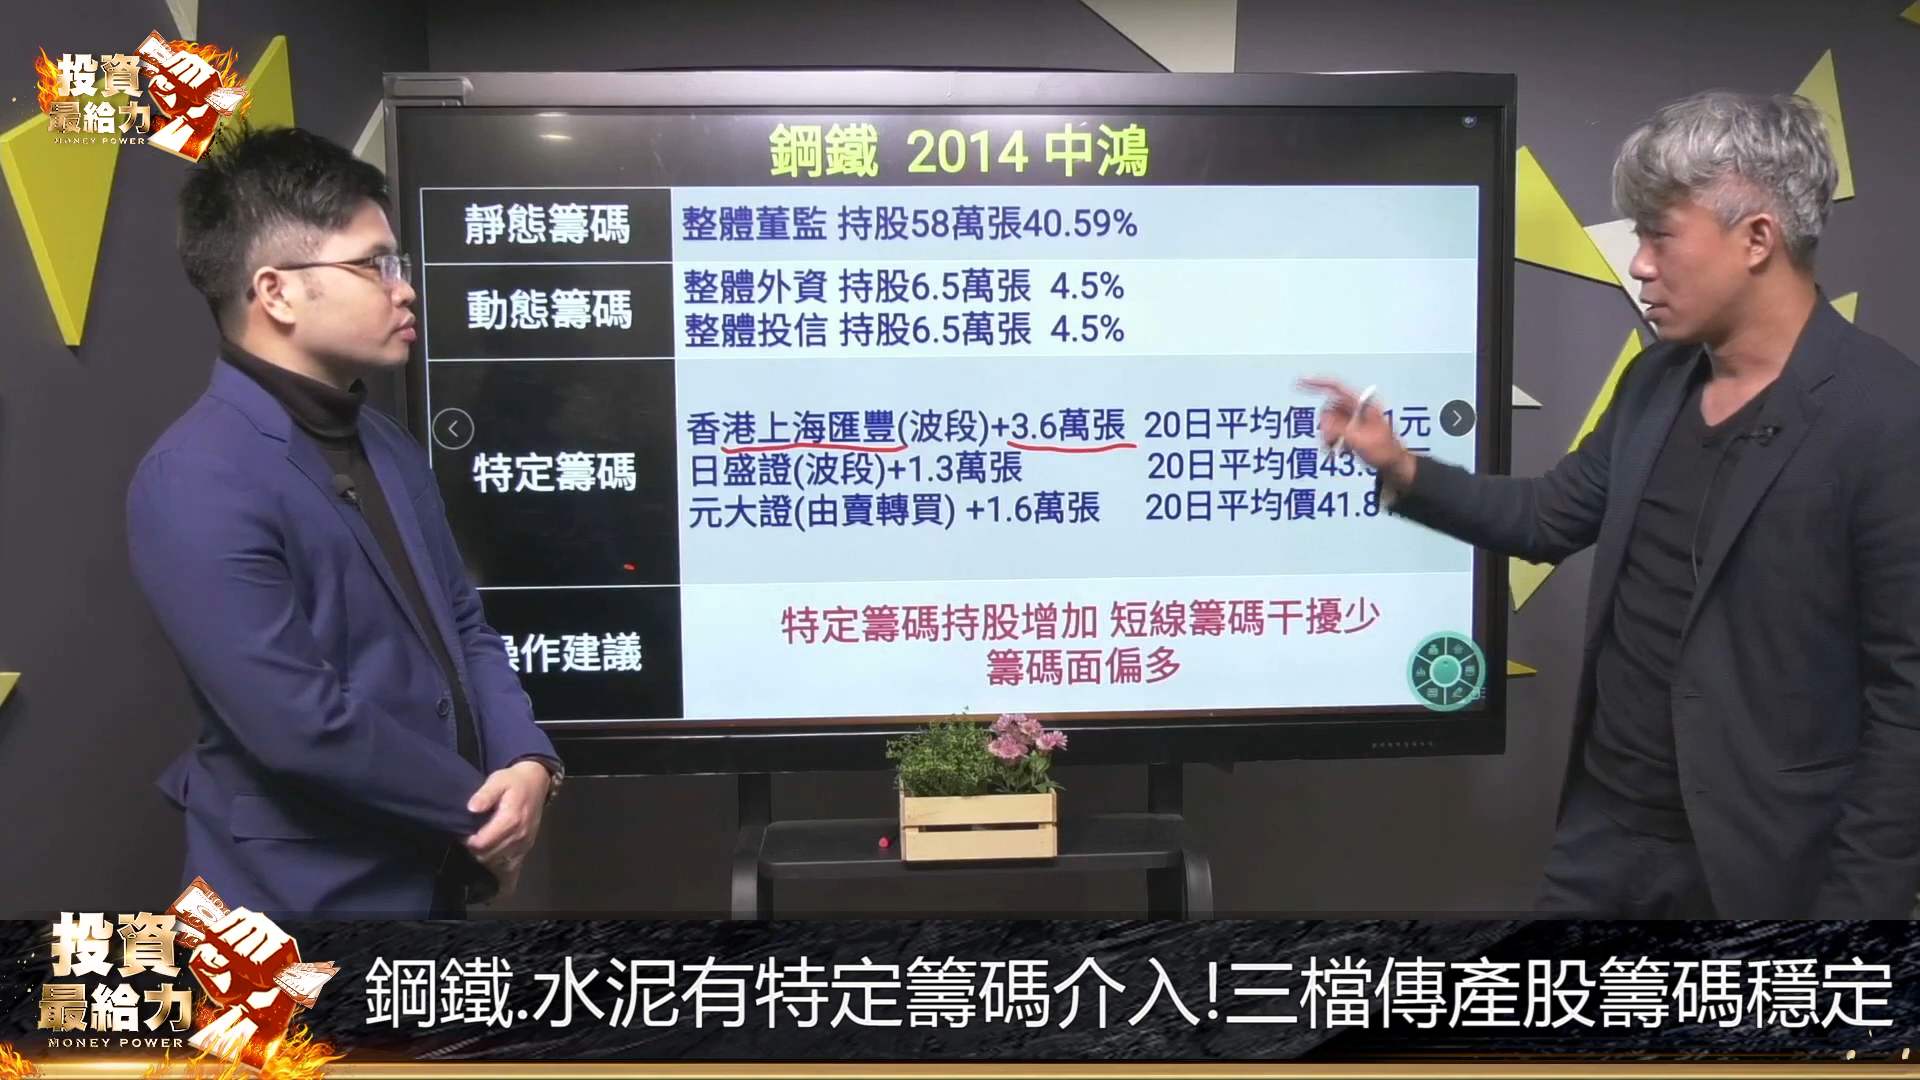 投資
最給力
MONEY POWER
鋼鐵 2014 中鴻
靜態籌碼
整體董監 持股58萬張40.59%
動態籌碼
整體外資 持股6.5萬張 4.5%
整體投信 持股6.5萬張 4.5%
特定籌碼
香港上海匯豐(波段)+3.6萬張 20日平均價4 1元
日盛證(波段)+1.3萬張 20日平均價43.
元大證(由賣轉買) +1.6萬張 20日平均價41.8
作建議
特定籌碼持股增加 短線籌碼干擾少
籌碼面偏多
投資
最給力
MONEY POWER
鋼鐵.水泥有特定籌碼介入!三檔傳產股籌碼穩定